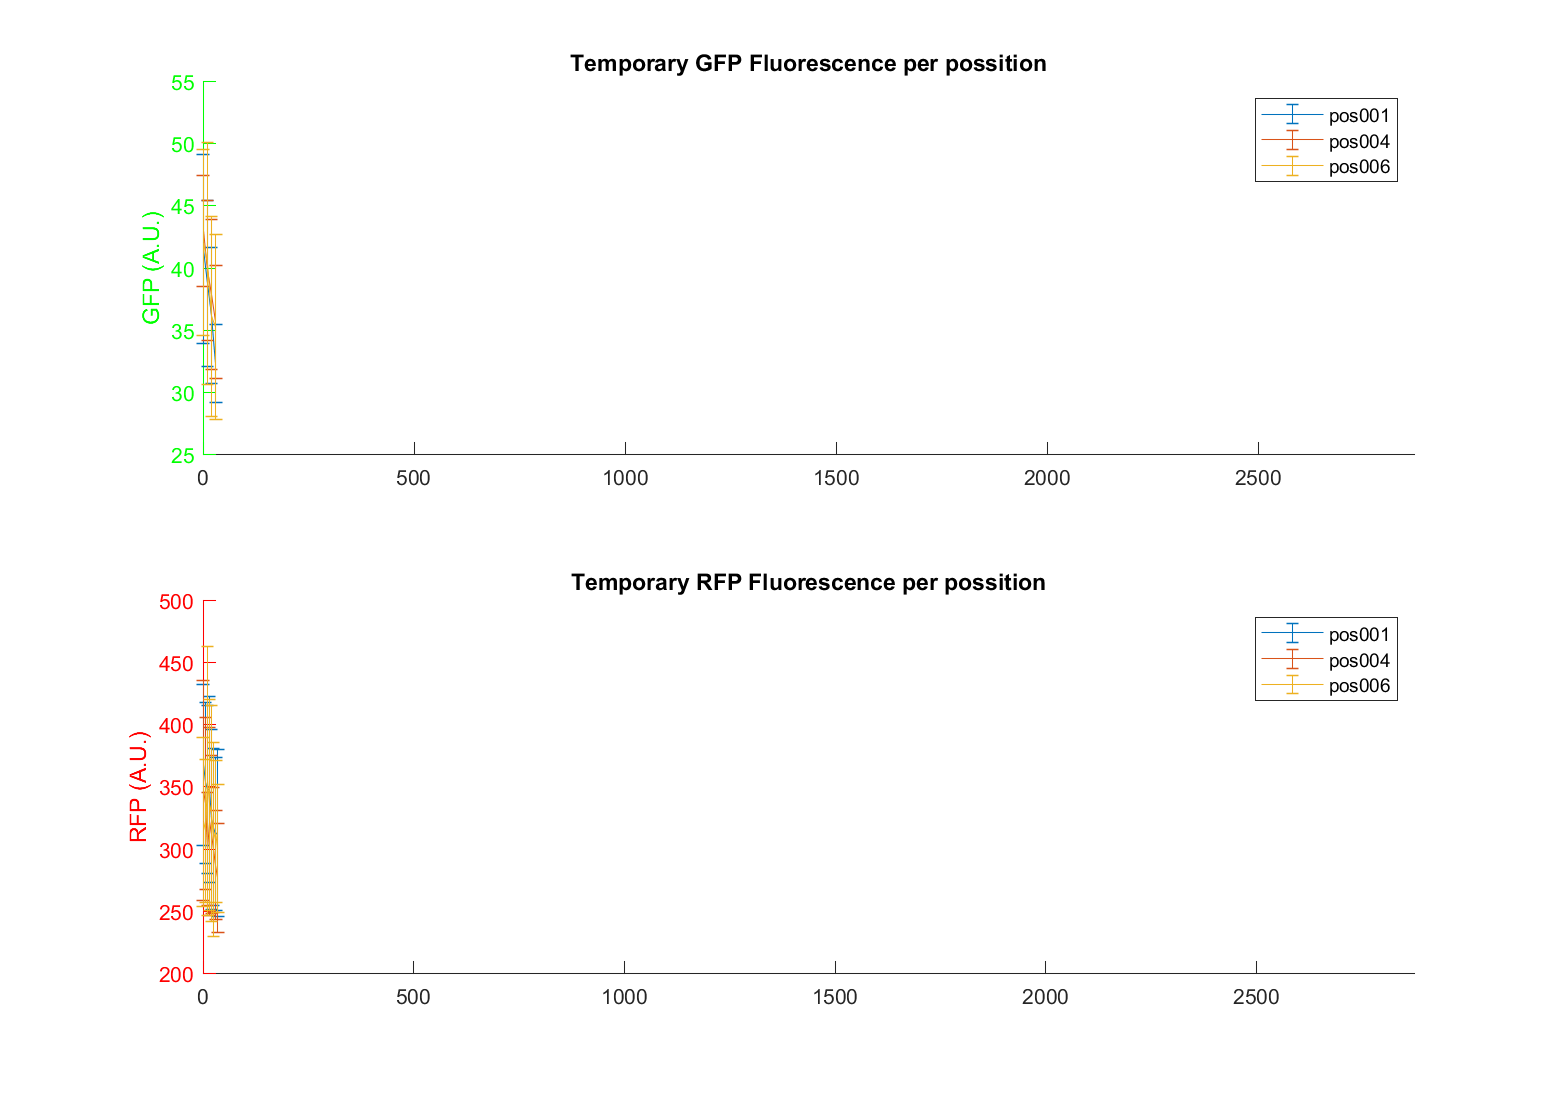 Temporary GFP Fluorescence per possition
55
50
45
40
35
30
25
GFP (A.U.)
pos001
pos004
pos006
0 500 1000 1500 2000 2500
Temporary RFP Fluorescence per possition
500
450
400
350
300
250
200
RFP (A.U.)
pos001
pos004
pos006
0 500 1000 1500 2000 2500